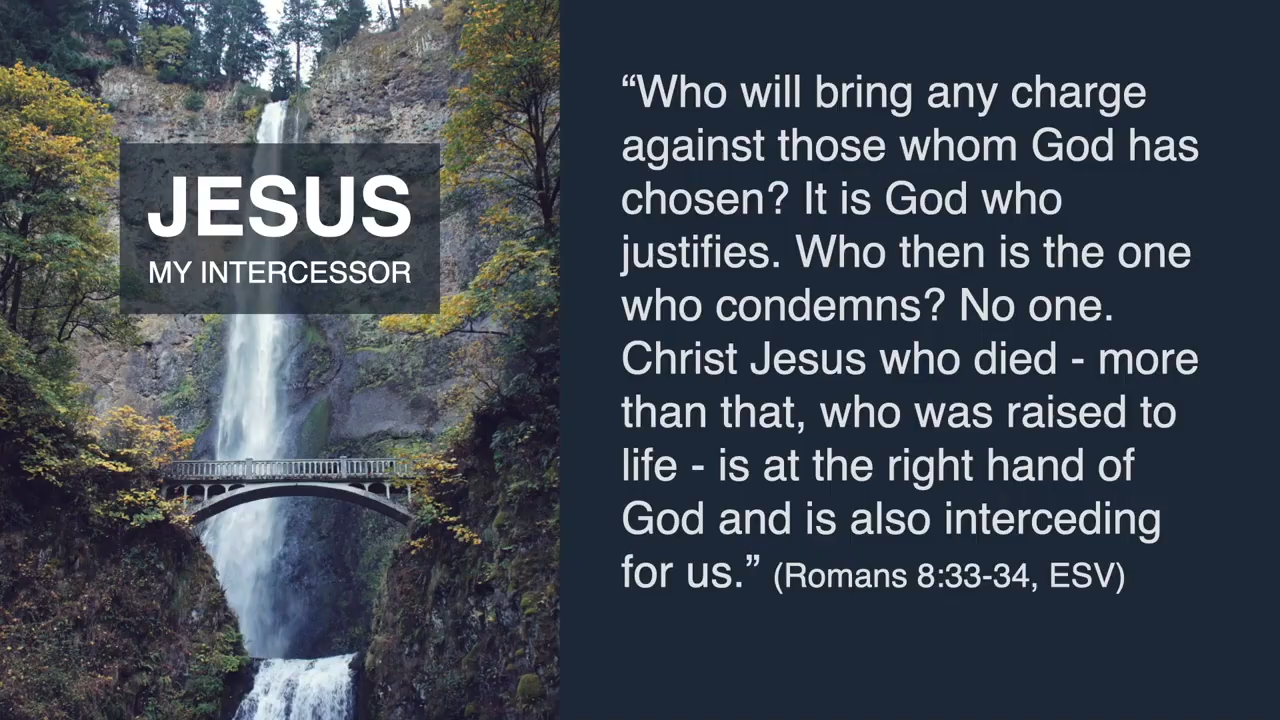 JESUS
MY INTERCESSOR
“Who will bring any charge
against those whom God has
chosen? It is God who
justifies. Who then is the one
who condemns? No one.
Christ Jesus who died - more
than that, who was raised to
life - is at the right hand of
God and is also interceding
for us.” (Romans 8:33-34, ESV)